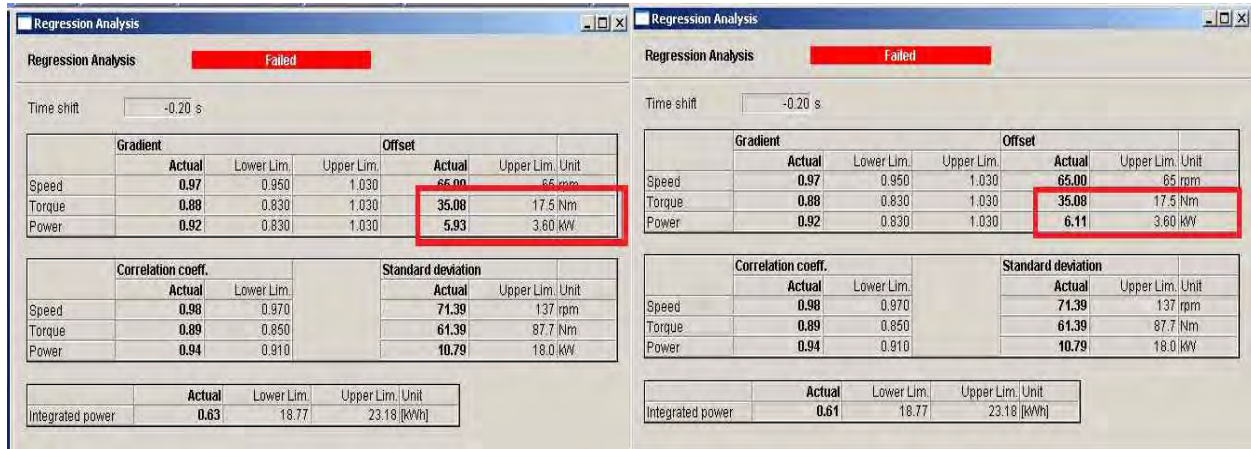 Regression Analysis
Regression Analysis Failed
Time shift -0.20 s
Gradient Offset
Actual Lower Lim. Upper Lim. Actual Upper Lim. Unit
Speed 0.97 0.950 1.030 65.00 65 rpm
Torque 0.88 0.830 1.030 35.08 17.5 Nm
Power 0.92 0.830 1.030 5.93 3.60 kW
Correlation coeff. Standard deviation
Actual Lower Lim. Actual Upper Lim. Unit
Speed 0.98 0.970 71.39 137 rpm
Torque 0.89 0.850 61.39 87.7 Nm
Power 0.94 0.910 10.79 18.0 kW
Actual Lower Lim. Upper Lim. Unit
Integrated power 0.63 18.77 23.18 [kWh]
Regression Analysis
Regression Analysis Failed
Time shift -0.20 s
Gradient Offset
Actual Lower Lim. Upper Lim. Actual Upper Lim. Unit
Speed 0.97 0.950 1.030 65.00 65 rpm
Torque 0.88 0.830 1.030 35.08 17.5 Nm
Power 0.92 0.830 1.030 6.11 3.60 kW
Correlation coeff. Standard deviation
Actual Lower Lim. Actual Upper Lim. Unit
Speed 0.98 0.970 71.39 137 rpm
Torque 0.89 0.850 61.39 87.7 Nm
Power 0.94 0.910 10.79 18.0 kW
Actual Lower Lim. Upper Lim. Unit
Integrated power 0.61 18.77 23.18 [kWh]